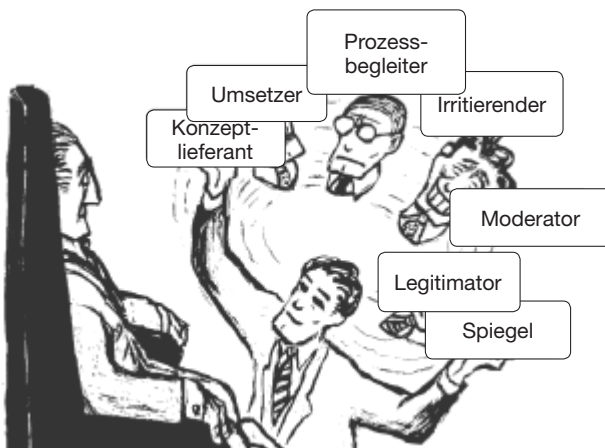 Prozess-
begleiter
Umsetzer
Irritierender
Konzept-
lieferant
Moderator
Legitimator
Spiegel